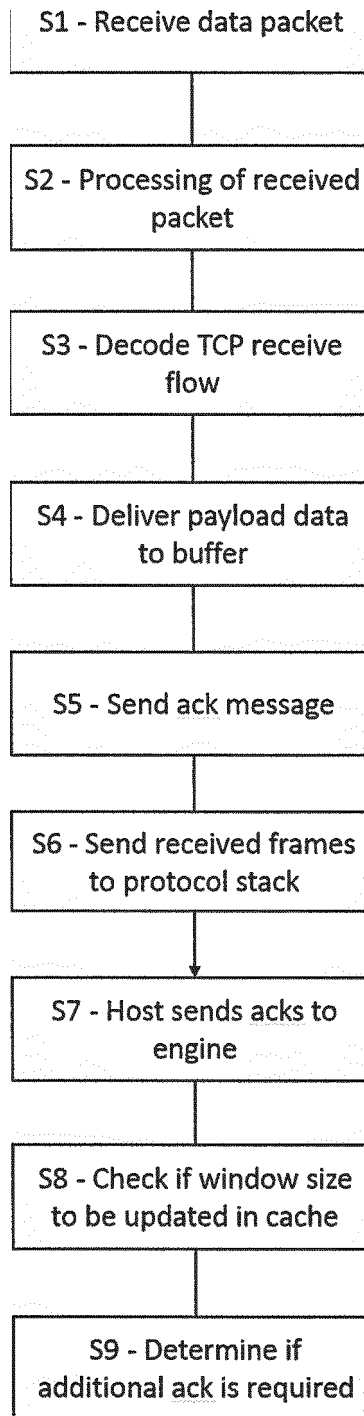 S1 - Receive data packet
S2 - Processing of received
packet
S3 - Decode TCP receive
flow
S4 - Deliver payload data
to buffer
S5 - Send ack message
S6 - Send received frames
to protocol stack
S7 - Host sends acks to
engine
S8 - Check if window size
to be updated in cache
S9 - Determine if
additional ack is required